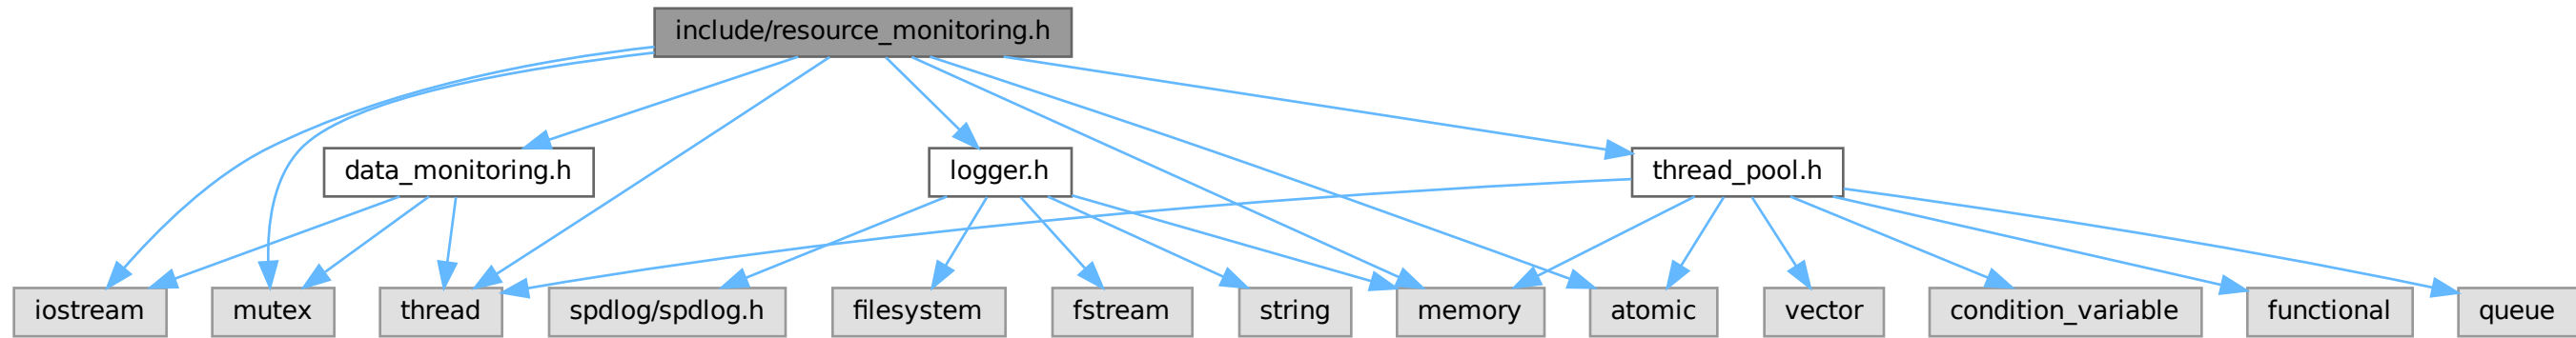 include/resource_monitoring.h
data_monitoring.h
logger.h
thread_pool.h
iostream
mutex
thread
spdlog/spdlog.h
filesystem
fstream
string
memory
atomic
vector
condition_variable
functional
queue